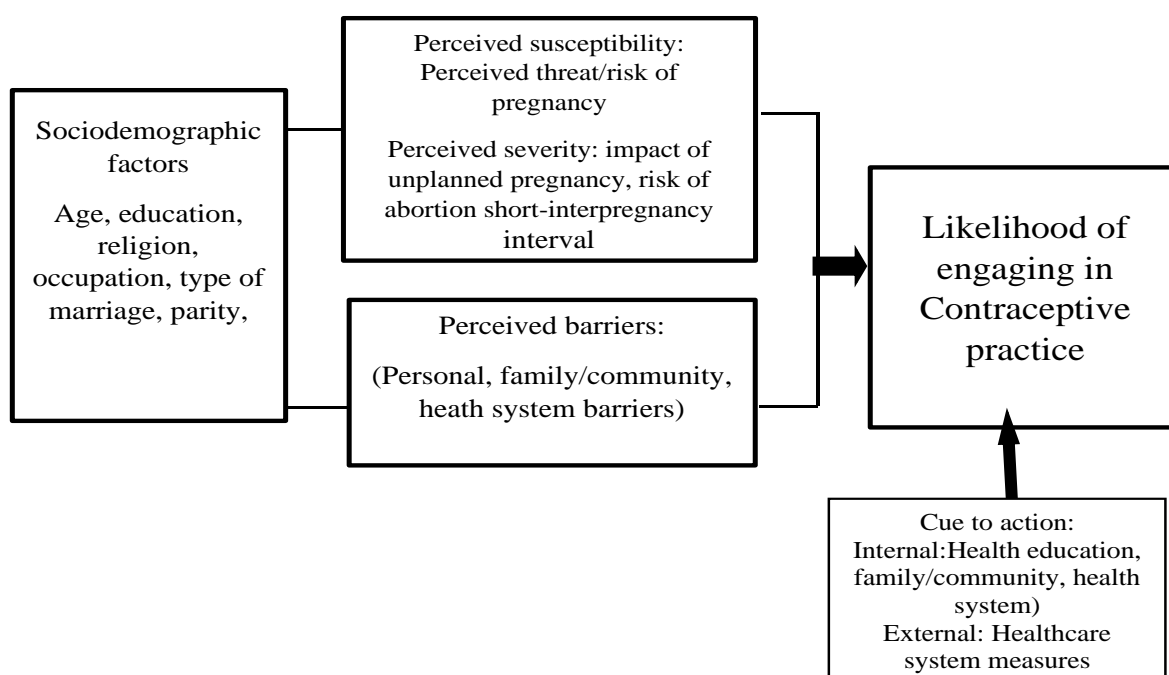 Sociodemographic
factors
Age, education,
religion,
occupation, type of
marriage, parity,
Perceived susceptibility:
Perceived threat/risk of
pregnancy
Perceived severity: impact of
unplanned pregnancy, risk of
abortion short-interpregnancy
interval
Perceived barriers:
(Personal, family/community,
heath system barriers)
Likelihood of
engaging in
Contraceptive
practice
Cue to action:
Internal:Health education,
family/community, health
system)
External: Healthcare
system measures